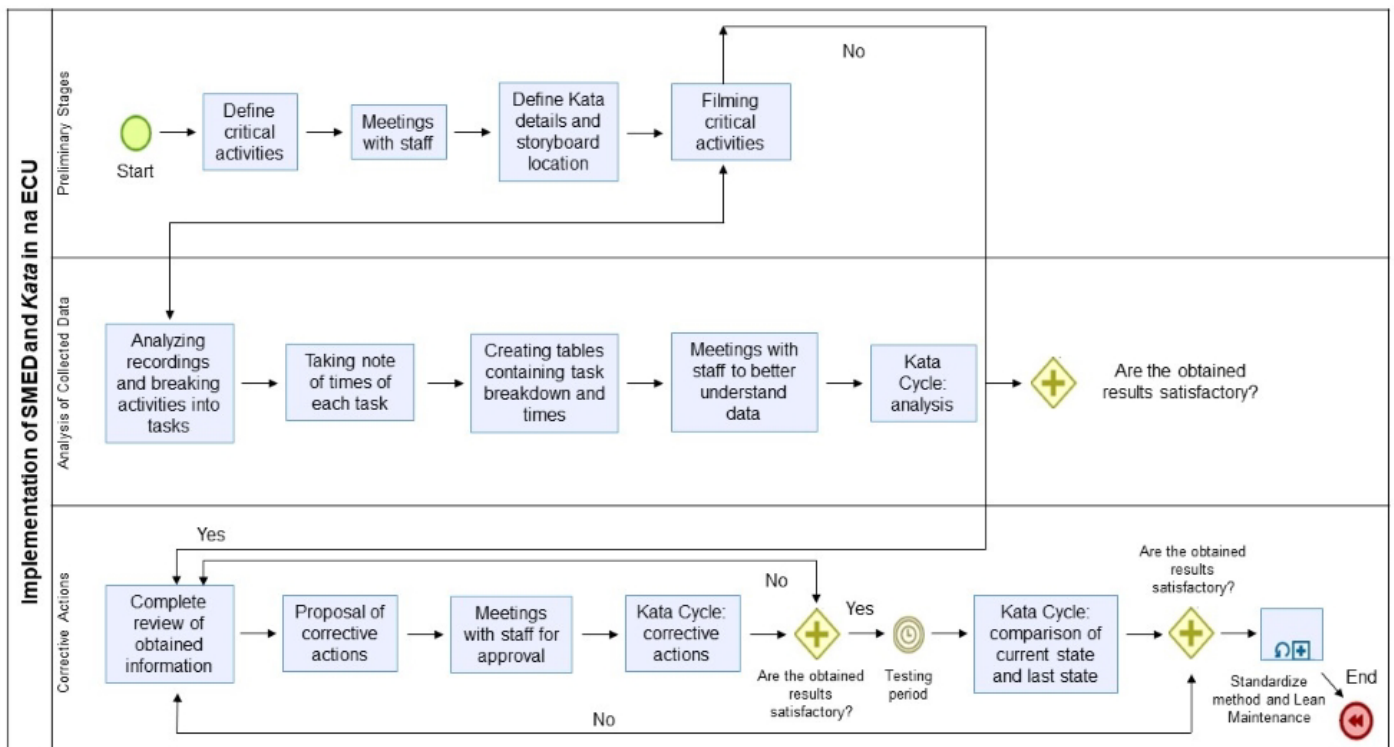 Implementation of SMED and Kata in na ECU
Preliminary Stages
Start
Define
critical
activities
Meetings
with staff
Define Kata
details and
storyboard
location
Filming
critical
activities
No
Analysis of Collected Data
Analyzing
recordings
and breaking
activities into
tasks
Taking note
of times of
each task
Creating tables
containing task
breakdown and
times
Meetings with
staff to better
understand
data
Kata
Cycle:
analysis
Are the obtained
results satisfactory?
Corrective Actions
Yes
Complete
review of
obtained
information
Proposal of
corrective
actions
Meetings
with staff for
approval
Kata Cycle:
corrective
actions
No
Are the obtained
results
satisfactory?
Yes
Testing
period
Kata Cycle:
comparison of
current state
and last state
Are the obtained
results
satisfactory?
No
Standardize
method and Lean
Maintenance
End